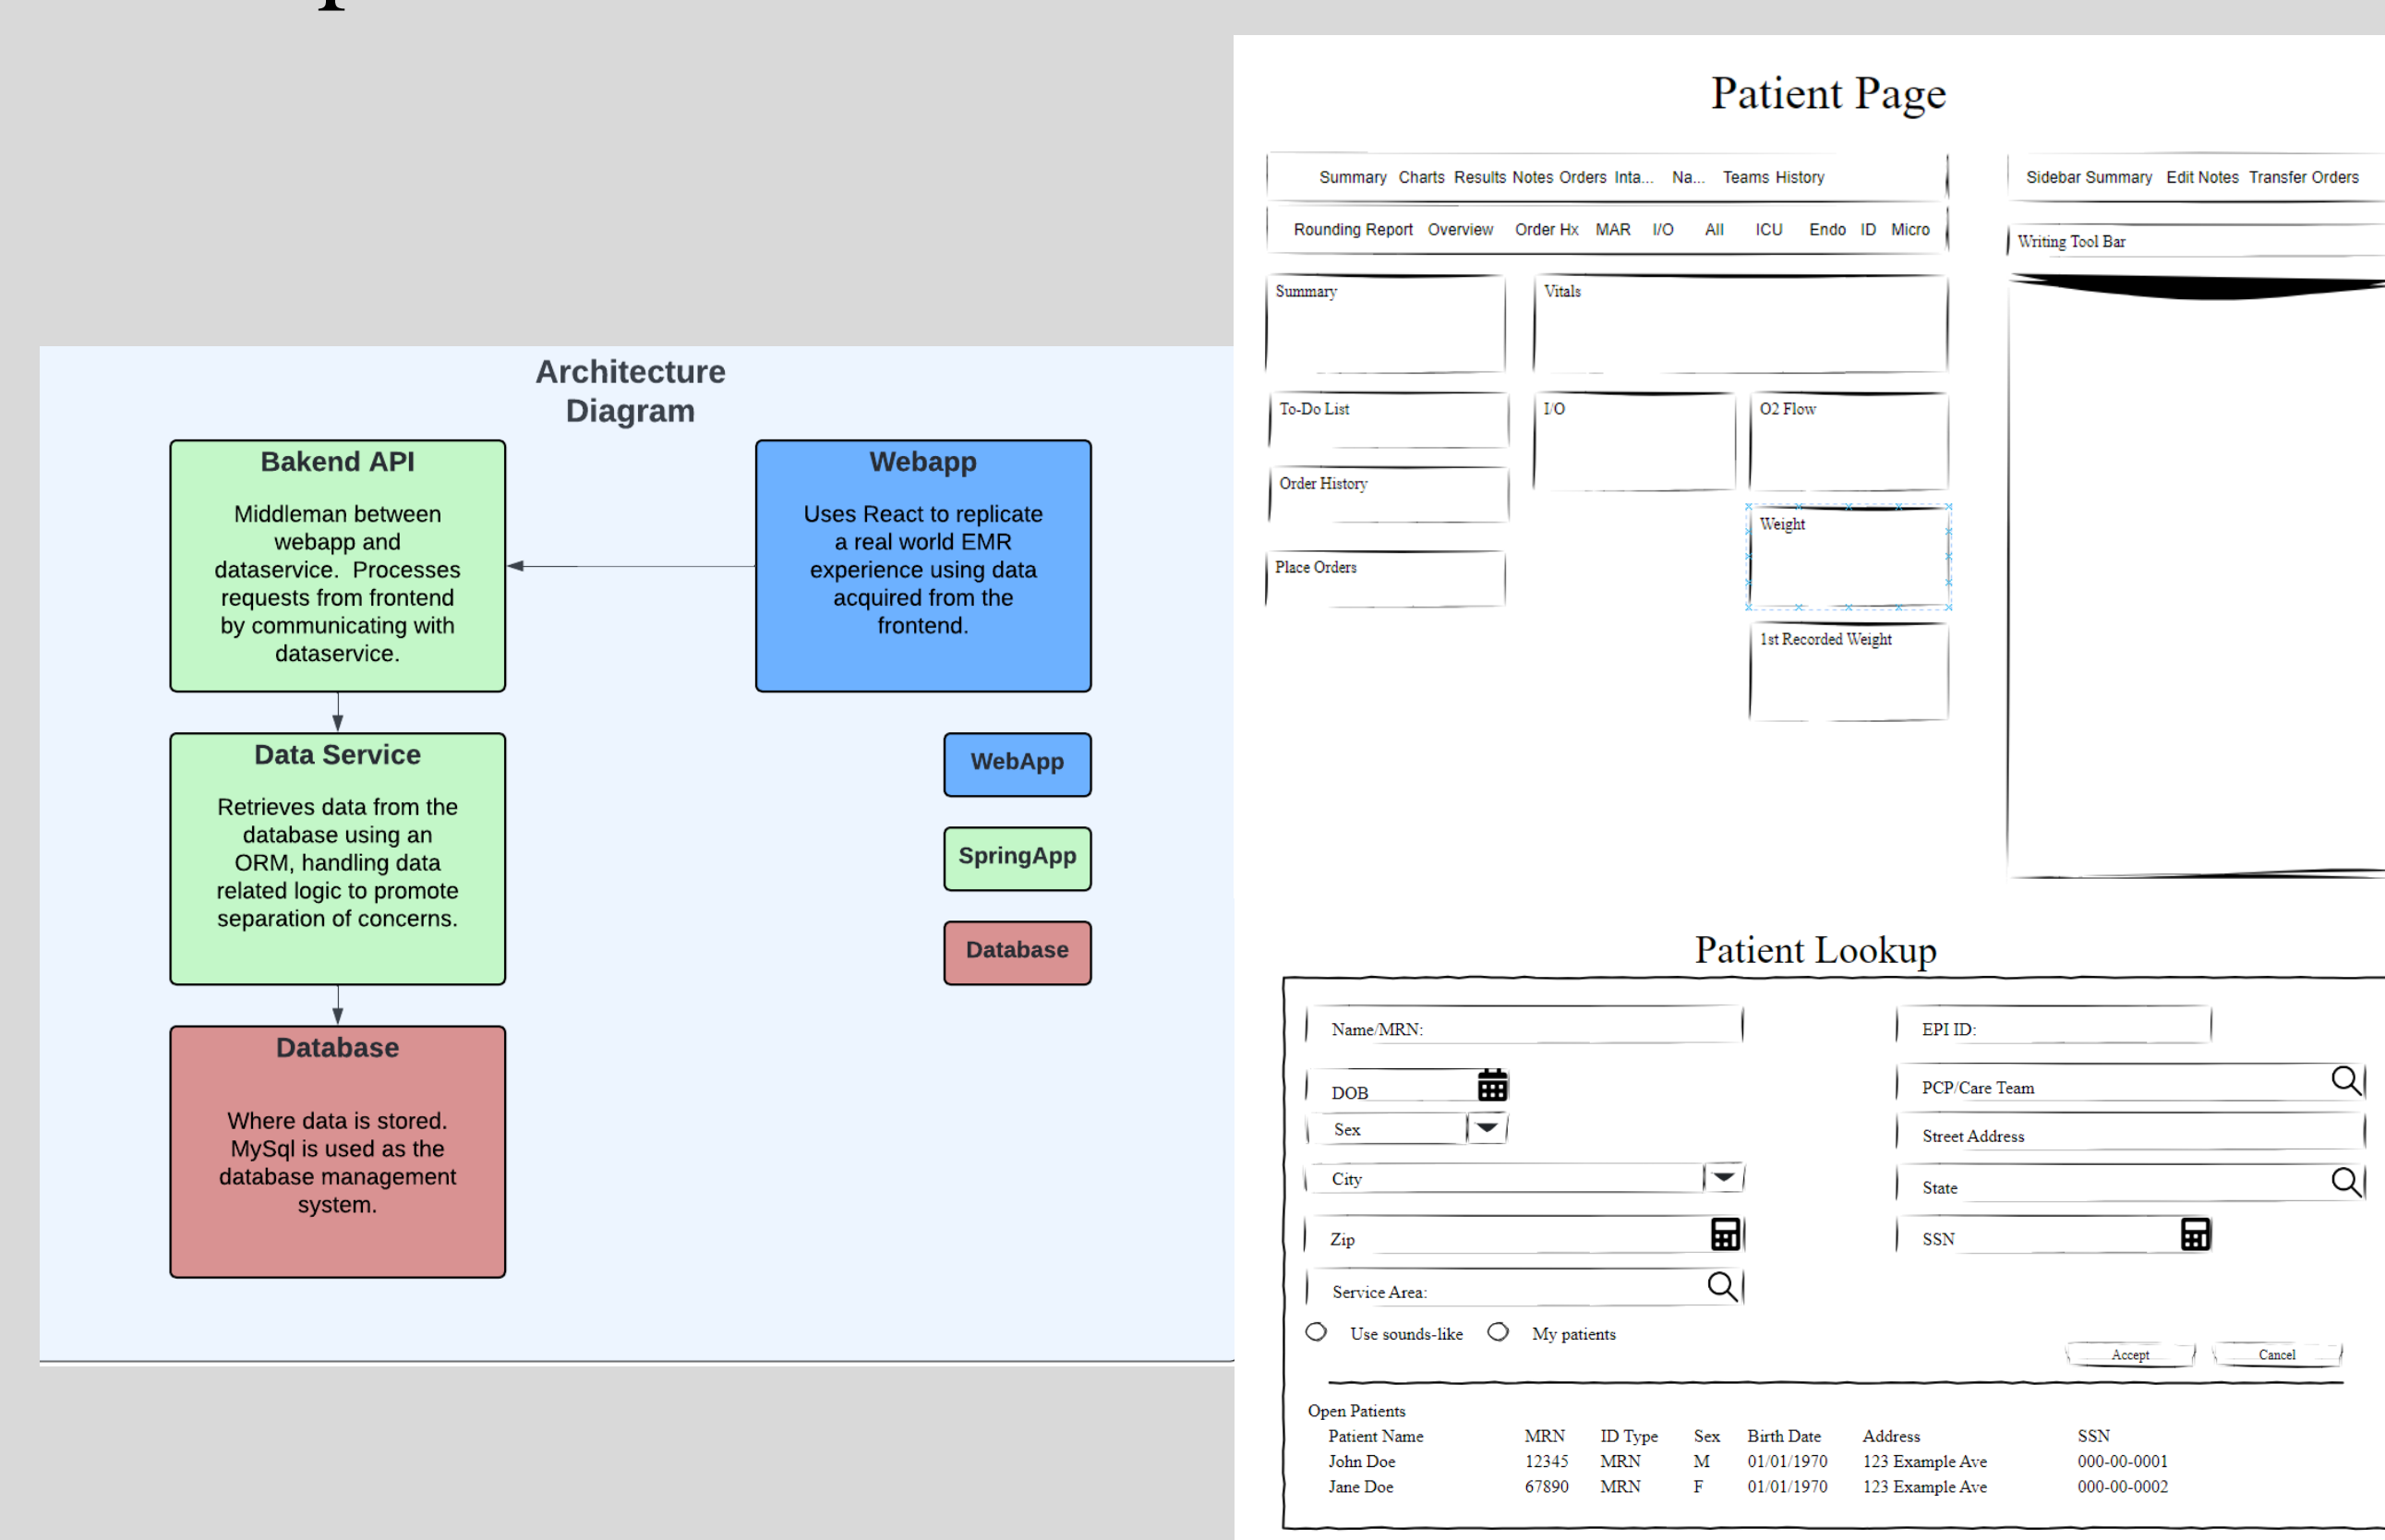 Architecture
Diagram
Bakend API
Middleman between
webapp and
dataservice.  Processes
requests from frontend
by communicating with
dataservice.
Webapp
Uses React to replicate
a real world EMR
experience using data
acquired from the
frontend.
Data Service
Retrieves data from the
database using an
ORM, handling data
related logic to promote
separation of concerns.
WebApp
SpringApp
Database
Database
Where data is stored.
MySql is used as the
database management
system.
Patient Page
Summary Charts Results Notes Orders Inta... Na... Teams History
Rounding Report Overview Order Hx MAR I/O All ICU Endo ID Micro
Sidebar Summary Edit Notes Transfer Orders
Writing Tool Bar
Summary
Vitals
To-Do List
I/O
O2 Flow
Order History
Weight
Place Orders
1st Recorded Weight
Patient Lookup
Name/MRN:
EPI ID:
DOB
PCP/Care Team
Sex
Street Address
City
State
Zip
SSN
Service Area:
Use sounds-like
My patients
Accept
Cancel
Open Patients
Patient Name MRN ID Type Sex Birth Date Address SSN
John Doe 12345 MRN M 01/01/1970 123 Example Ave 000-00-0001
Jane Doe 67890 MRN F 01/01/1970 123 Example Ave 000-00-0002